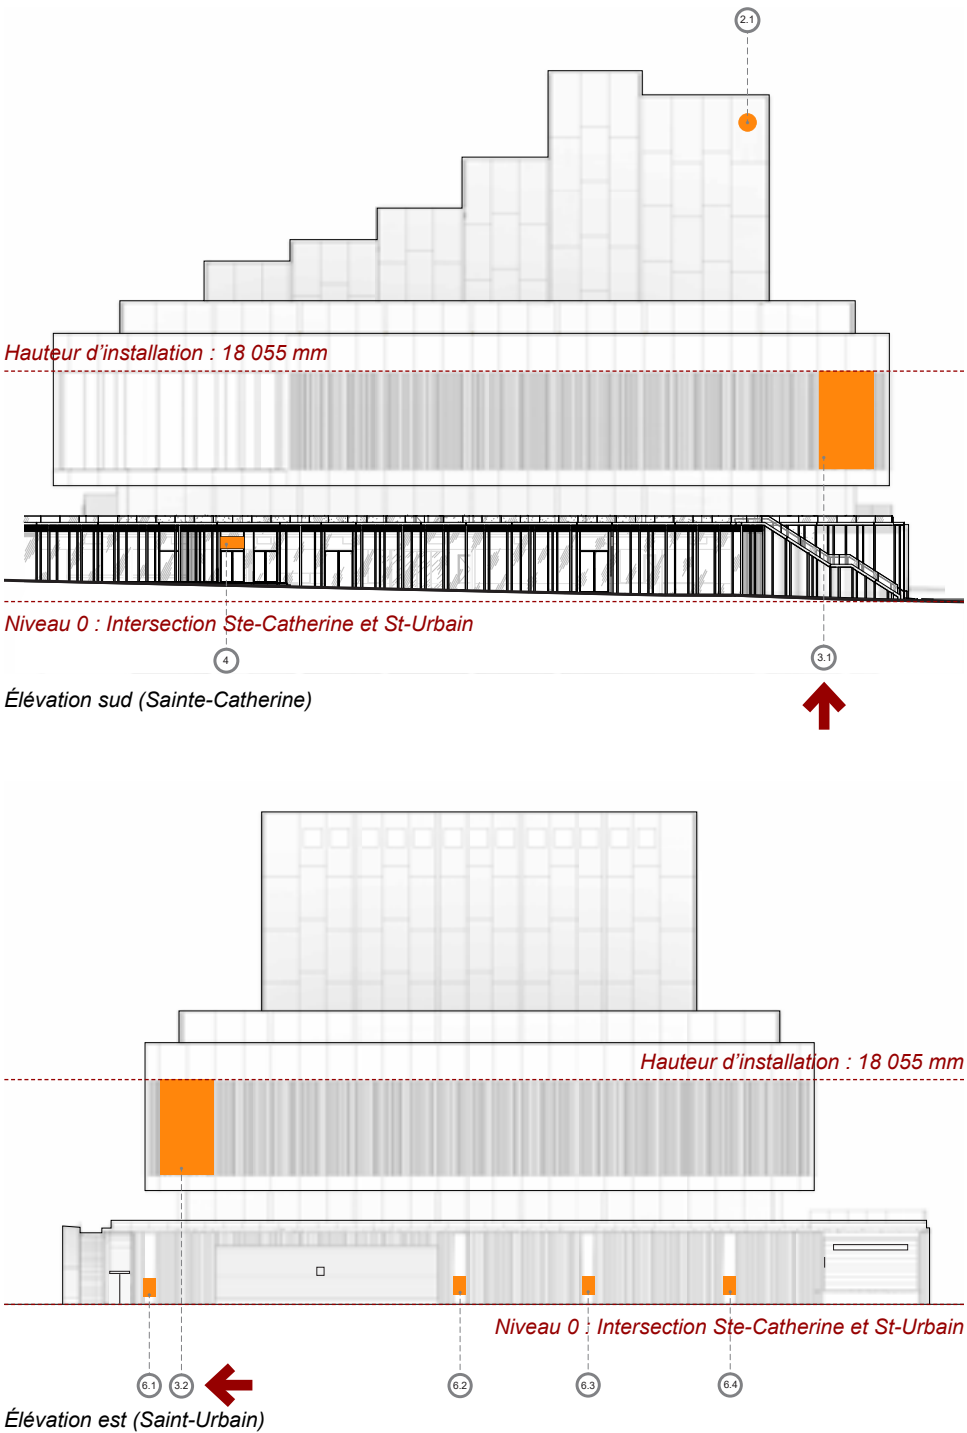 2.1
Hauteur d'installation : 18 055 mm
Niveau 0 : Intersection Ste-Catherine et St-Urbain
4
3.1
Élévation sud (Sainte-Catherine)
Hauteur d'installation : 18 055 mm
Niveau 0 : Intersection Ste-Catherine et St-Urbain
6.1
3.2
6.2
6.3
6.4
Élévation est (Saint-Urbain)